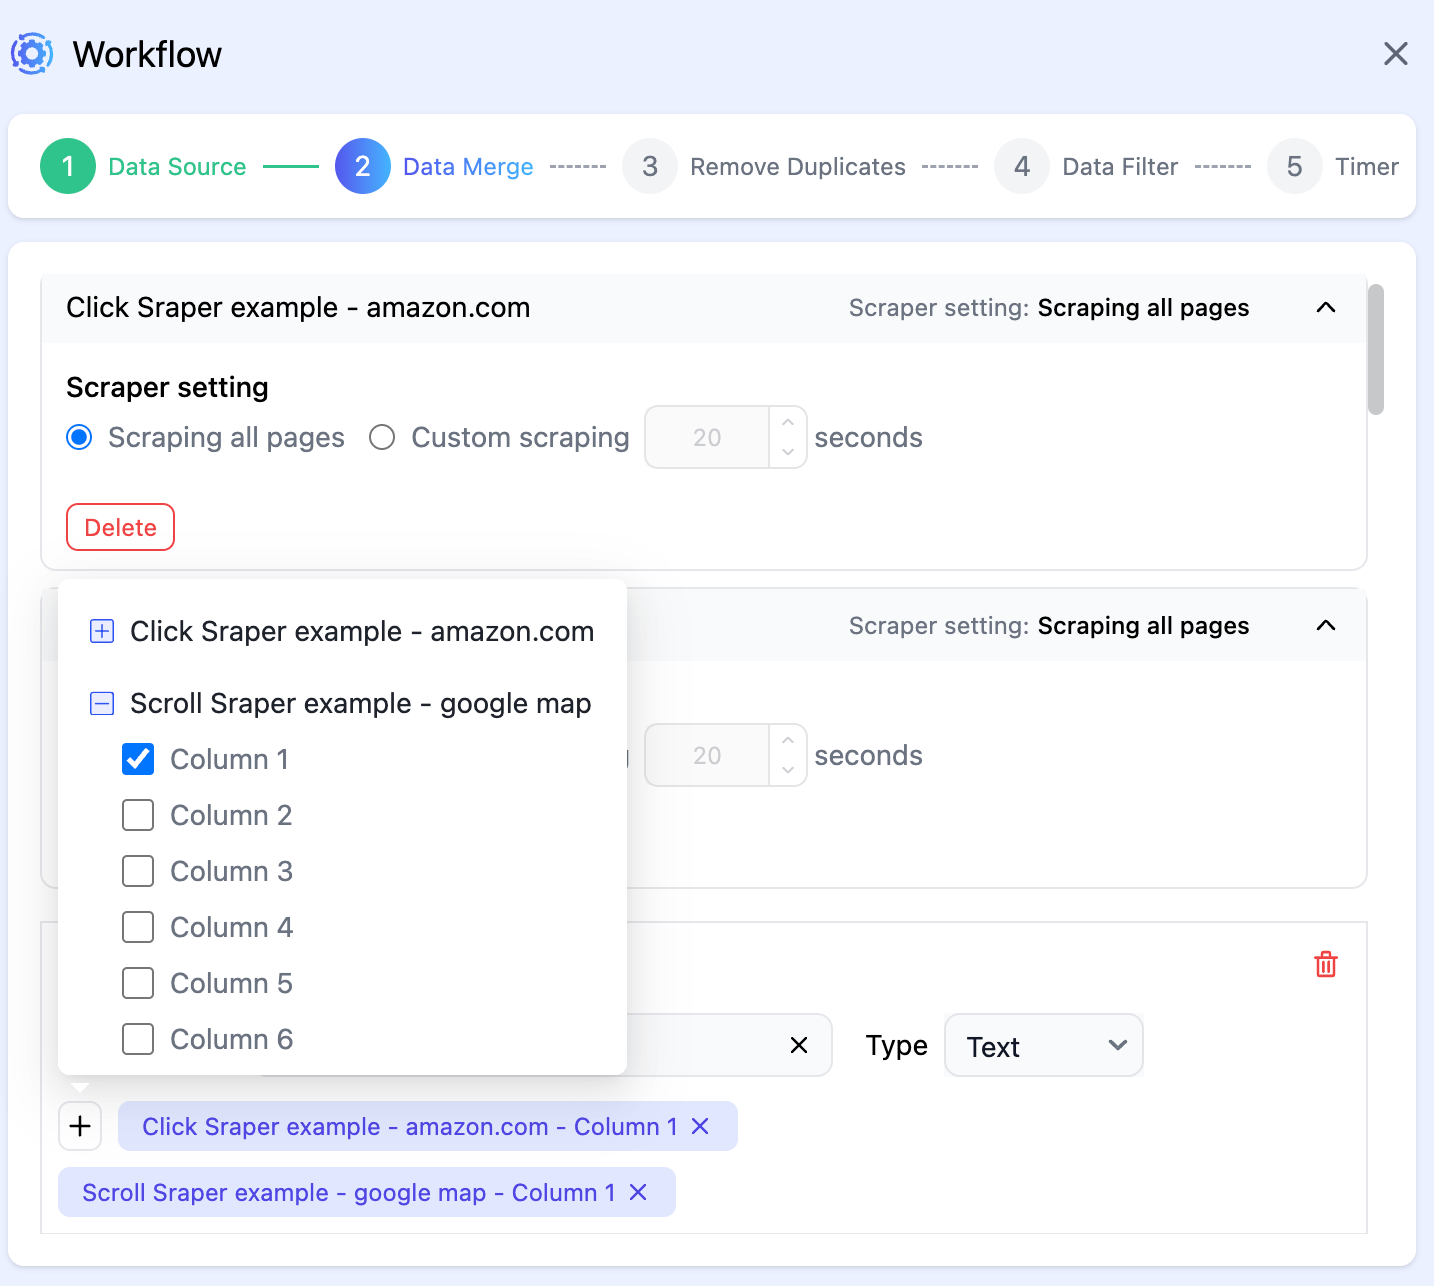 Workflow
1 Data Source 2 Data Merge 3 Remove Duplicates 4 Data Filter 5 Timer
Click Sraper example - amazon.com Scraper setting: Scraping all pages
Scraper setting
Scraping all pages Custom scraping 20 seconds
Delete
Scraper setting: Scraping all pages
20 seconds
Click Sraper example - amazon.com
Scroll Sraper example - google map
Column 1
Column 2
Column 3
Column 4
Column 5
Column 6
Type Text
Click Sraper example - amazon.com - Column 1
Scroll Sraper example - google map - Column 1